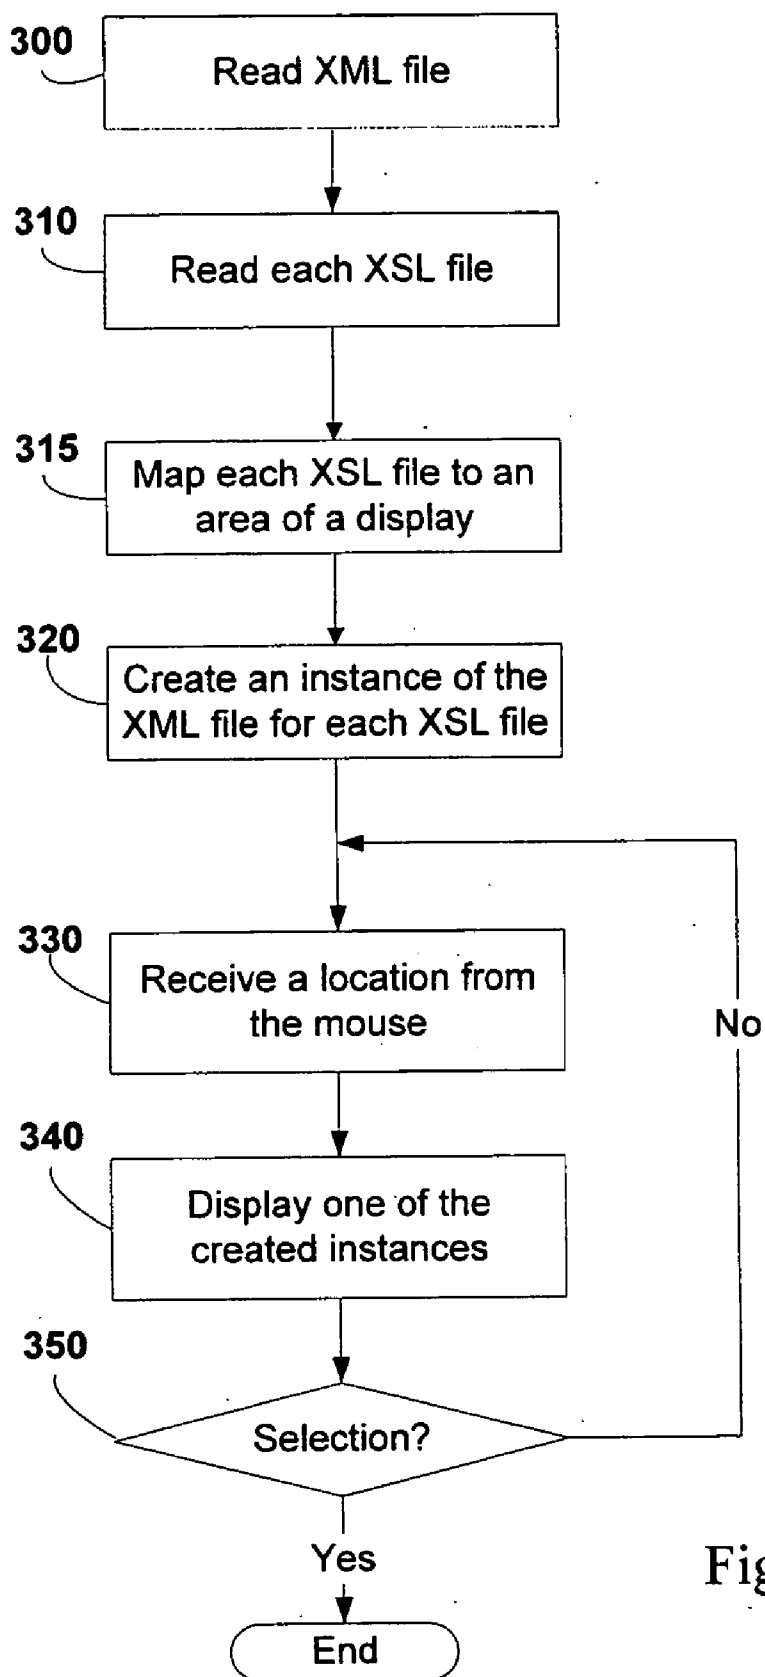 300
Read XML file
310
Read each XSL file
315
Map each XSL file to an
area of a display
320
Create an instance of the
XML file for each XSL file
330
Receive a location from
the mouse
No
340
Display one of the
created instances
350
Selection?
Yes
Fig
End